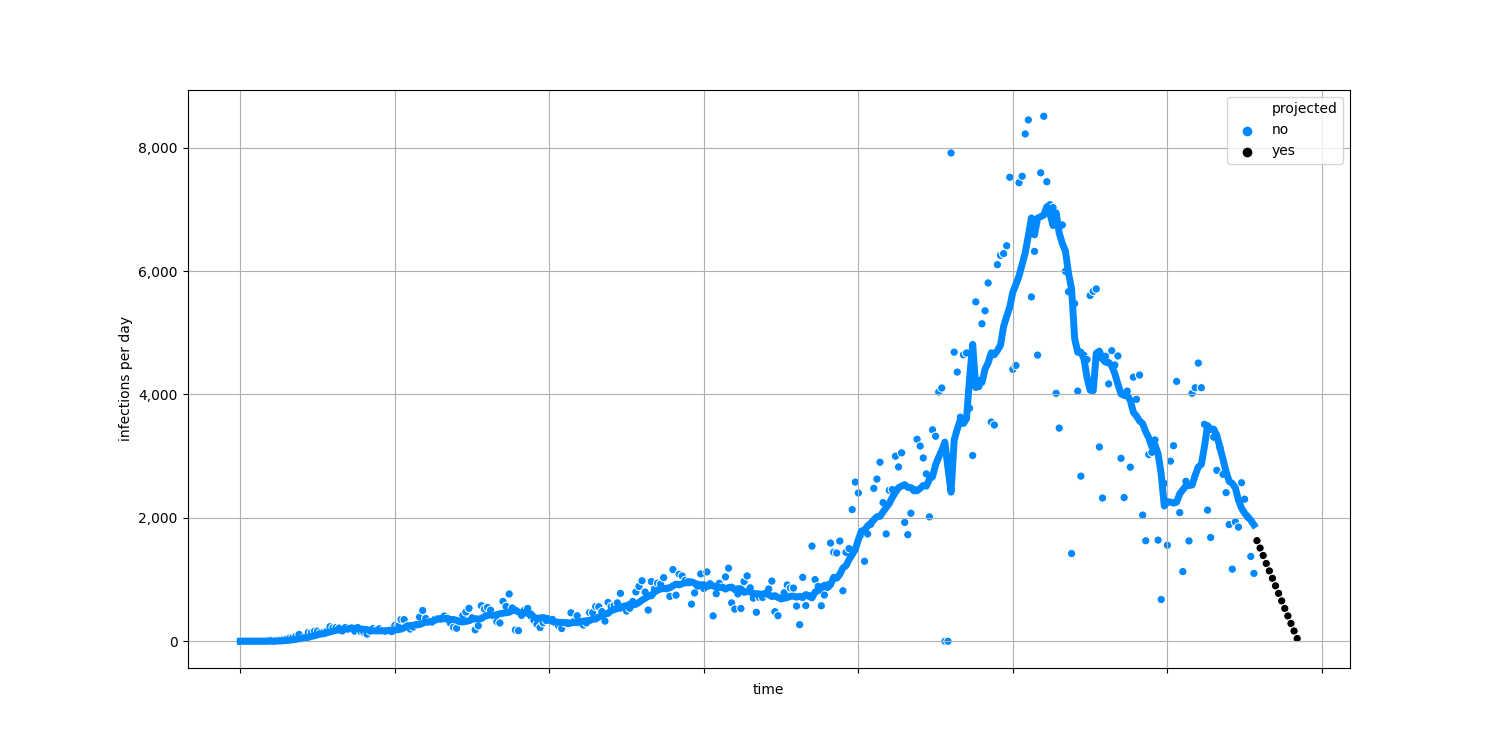 projected
no
yes
8,000
6,000
4,000
2,000
0
infections per day
time